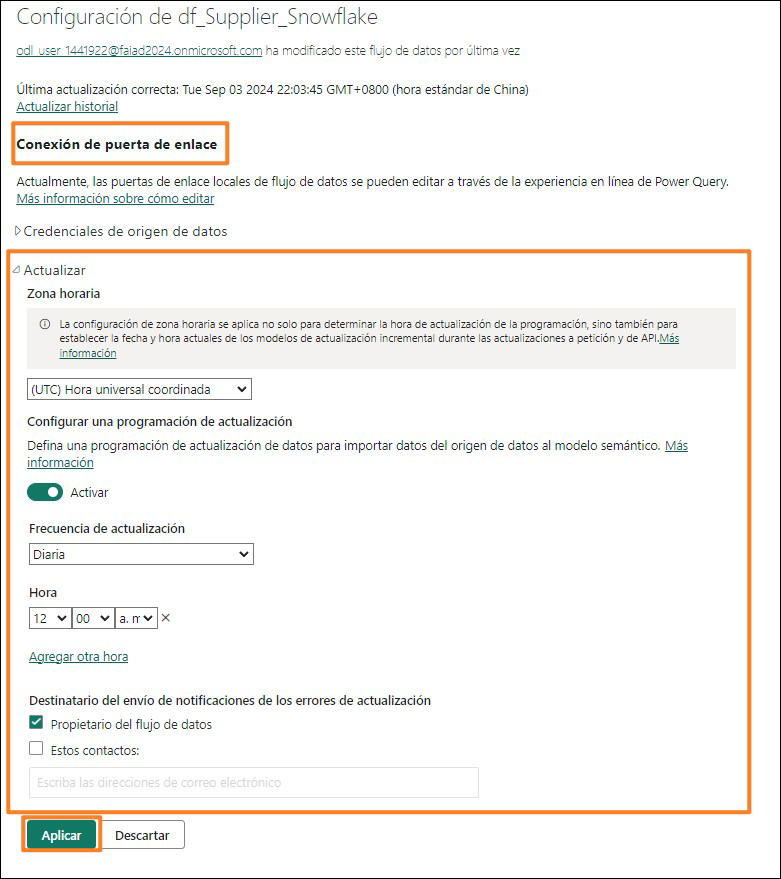 Configuración de df_Supplier_Snowflake
odl_user_1441922@faiad2024.onmicrosoft.com ha modificado este flujo de datos por última vez
Última actualización correcta: Tue Sep 03 2024 22:03:45 GMT+0800 (hora estándar de China)
Actualizar historial
Conexión de puerta de enlace
Actualmente, las puertas de enlace locales de flujo de datos se pueden editar a través de la experiencia en línea de Power Query.
Más información sobre cómo editar
Credenciales de origen de datos
Actualizar
Zona horaria
La configuración de zona horaria se aplica no solo para determinar la hora de actualización de la programación, sino también para
establecer la fecha y hora actuales de los modelos de actualización incremental durante las actualizaciones a petición y de API.Más
información
(UTC) Hora universal coordinada
Configurar una programación de actualización
Defina una programación de actualización de datos para importar datos del origen de datos al modelo semántico. Más
información
Activar
Frecuencia de actualización
Diaria
Hora
12 00 a. m
Agregar otra hora
Destinatario del envío de notificaciones de los errores de actualización
Propietario del flujo de datos
Estos contactos:
Escriba las direcciones de correo electrónico
Aplicar Descartar